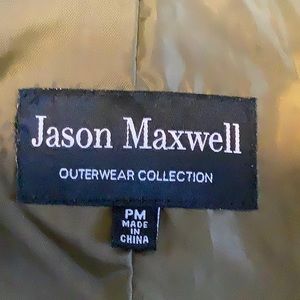 Jason Maxwell
OUTERWEAR COLLECTION
PM
MADE
IN
CHINA